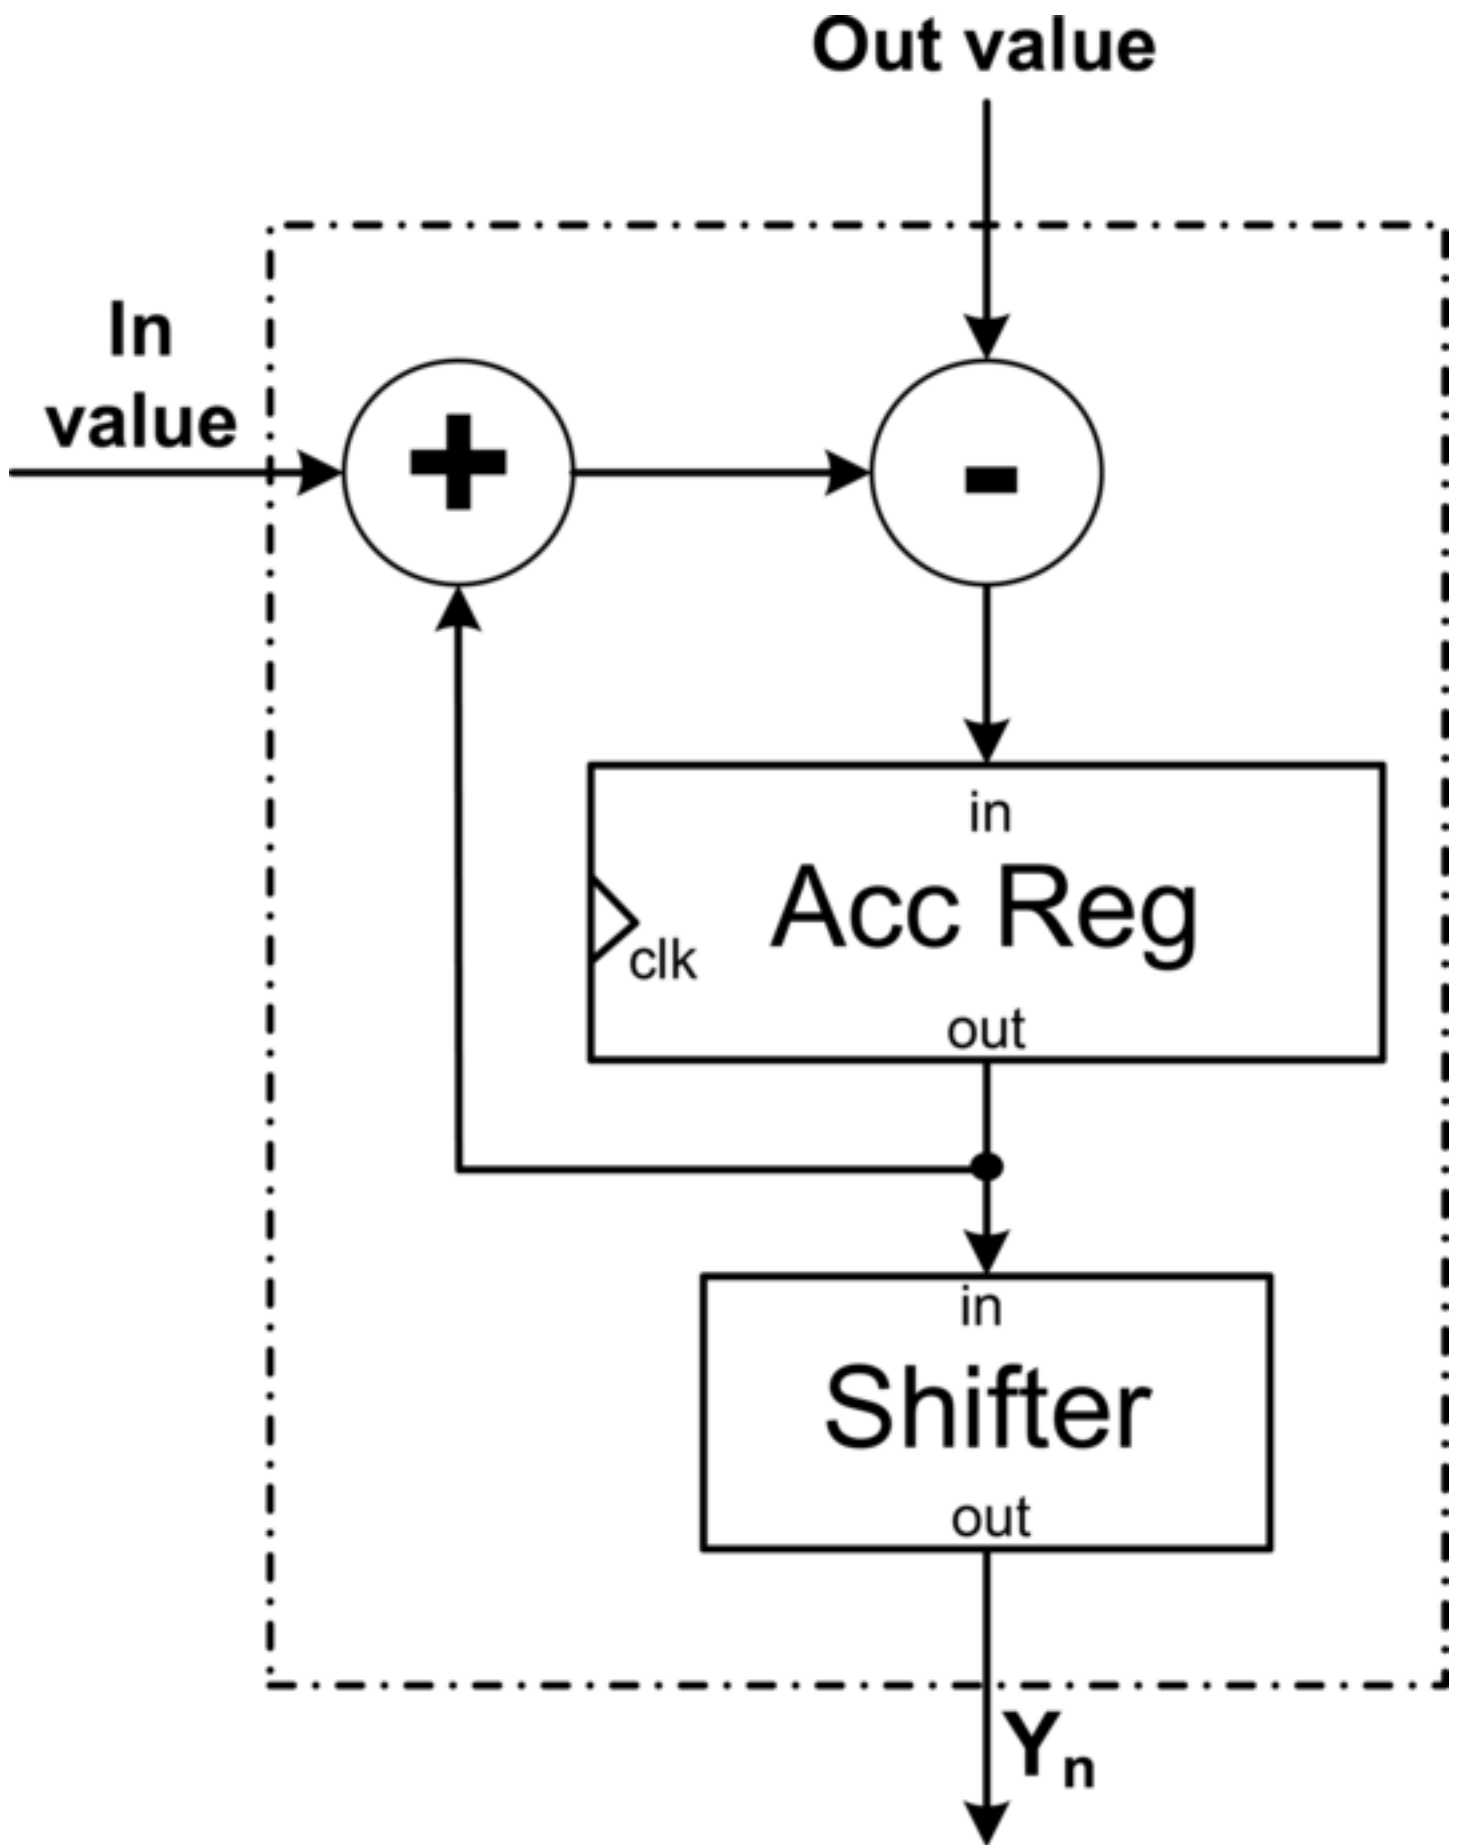 Out value
In
value
+
-
in
Acc Reg
clk
out
in
Shifter
out
Yn